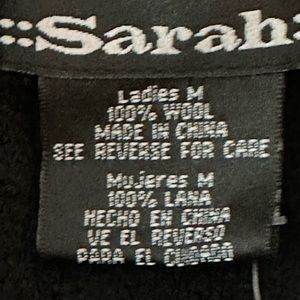 ::Sarah:
Ladies M
100% WOOL
MADE IN CHINA
SEE REVERSE FOR CARE
Mujeres M
100% LANA
HECHO EN CHINA
VE EL REVERSO
PARA EL CUIDADO